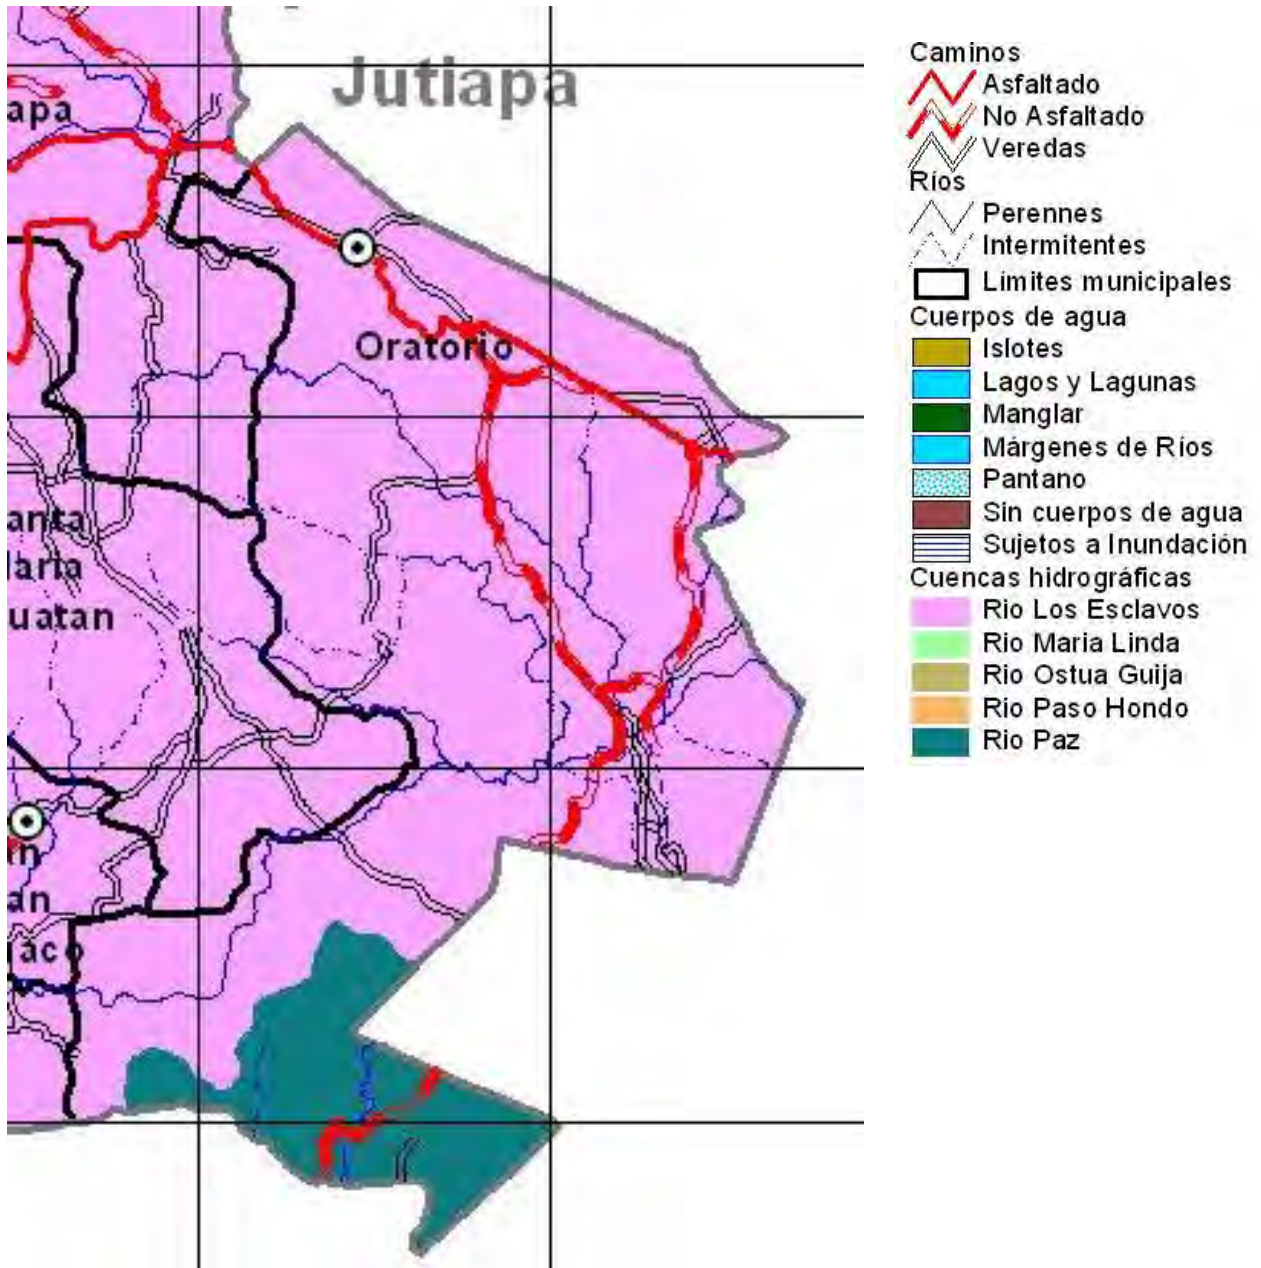 Jutiapa
apa
Oratorio
anta
aria
uatan
an
aco
Caminos
Asfaltado
No Asfaltado
Veredas
Ríos
Perennes
Intermitentes
Límites municipales
Cuerpos de agua
Islotes
Lagos y Lagunas
Manglar
Márgenes de Ríos
Pantano
Sin cuerpos de agua
Sujetos a Inundación
Cuencas hidrográficas
Rio Los Esclavos
Rio Maria Linda
Rio Ostua Guija
Rio Paso Hondo
Rio Paz